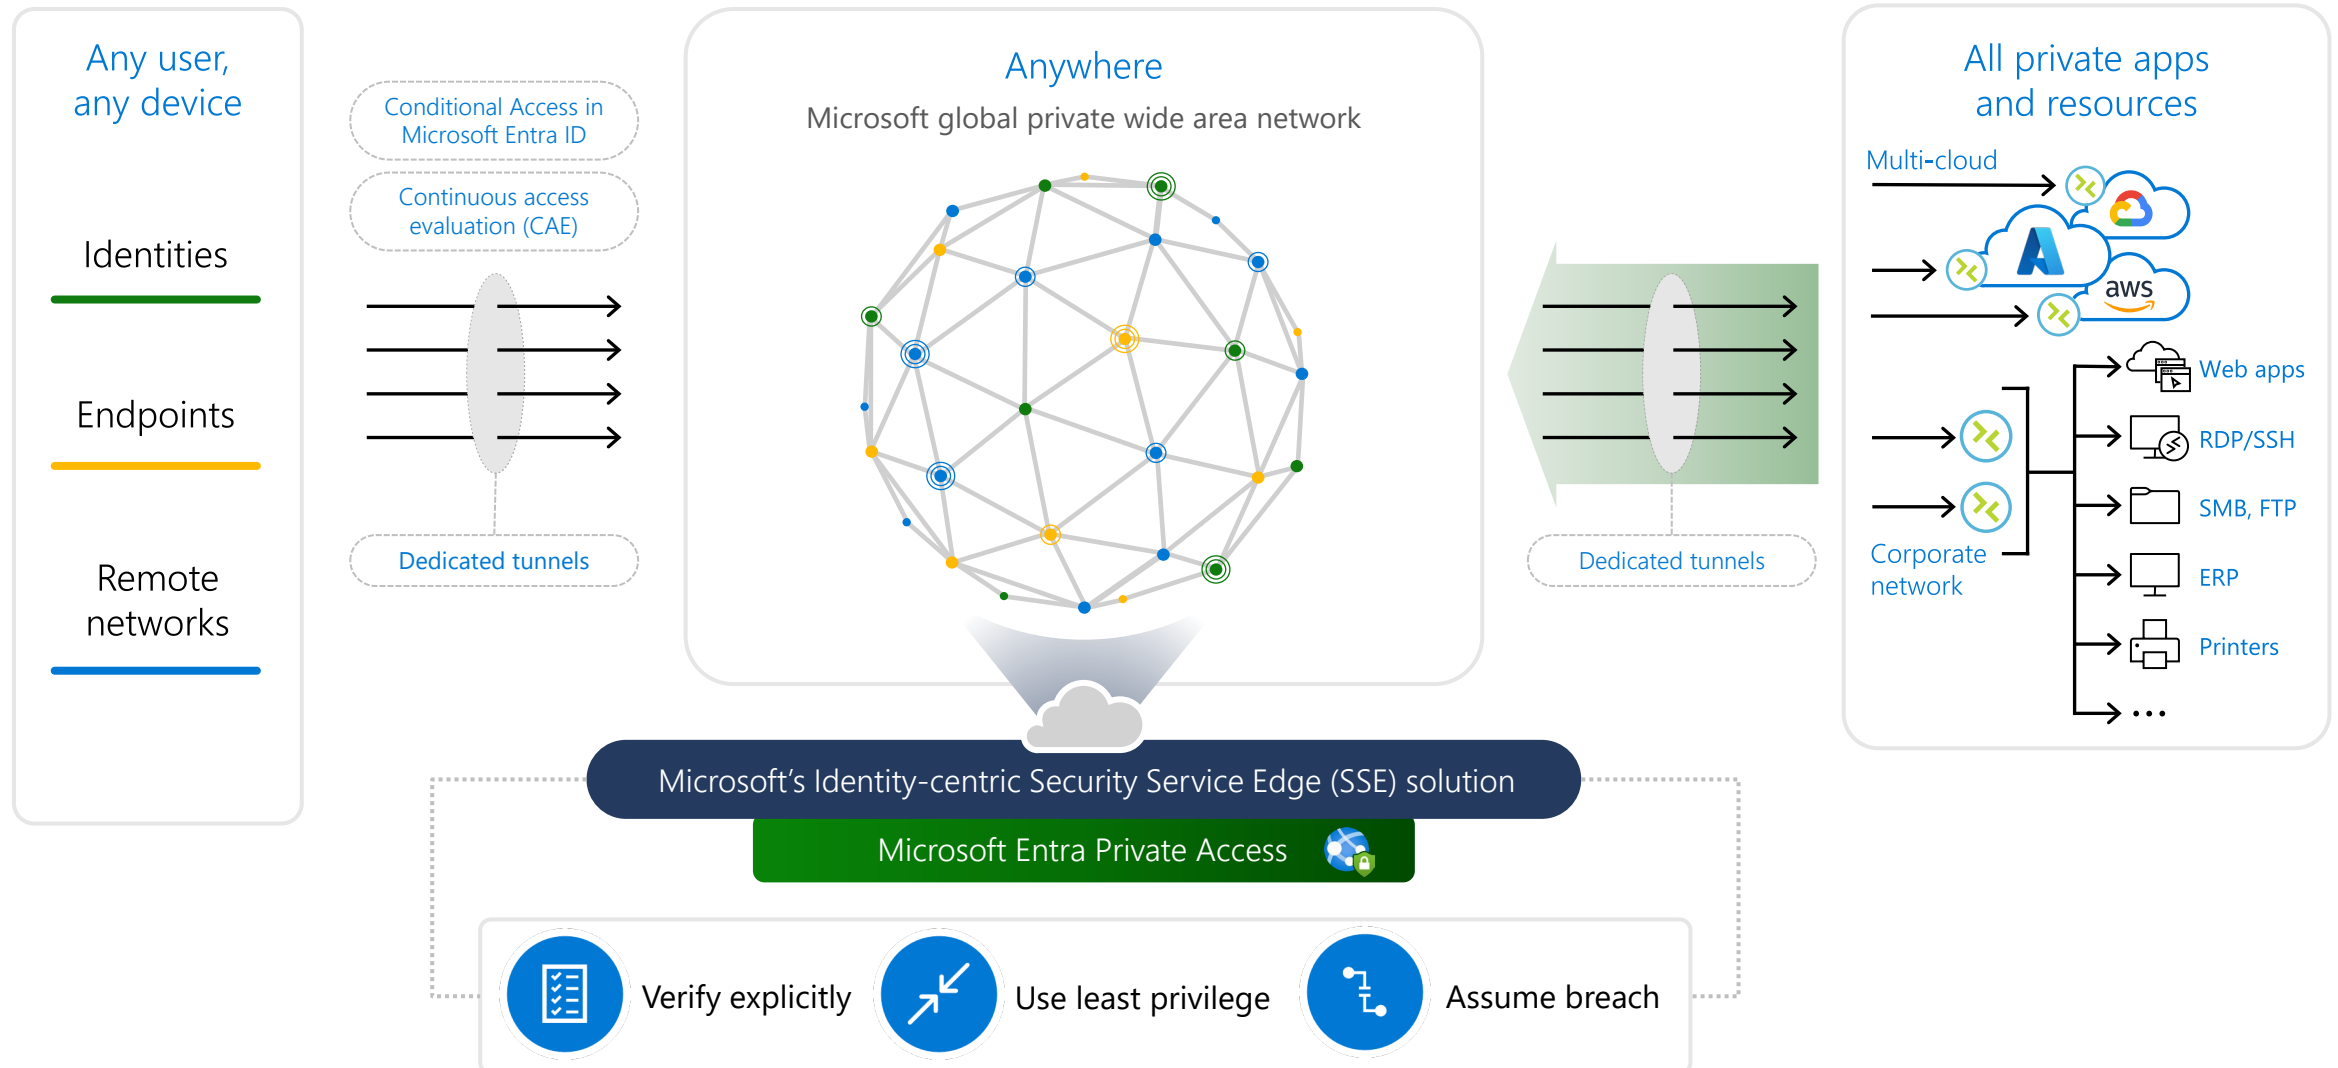 Any user,
any device
Identities
Endpoints
Remote
networks
Conditional Access in
Microsoft Entra ID
Continuous access
evaluation (CAE)
Dedicated tunnels
Anywhere
Microsoft global private wide area network
Dedicated tunnels
All private apps
and resources
Multi-cloud
aws
Corporate
network
Web apps
RDP/SSH
SMB, FTP
ERP
Printers
...
Microsoft’s Identity-centric Security Service Edge (SSE) solution
Microsoft Entra Private Access
Verify explicitly
Use least privilege
Assume breach